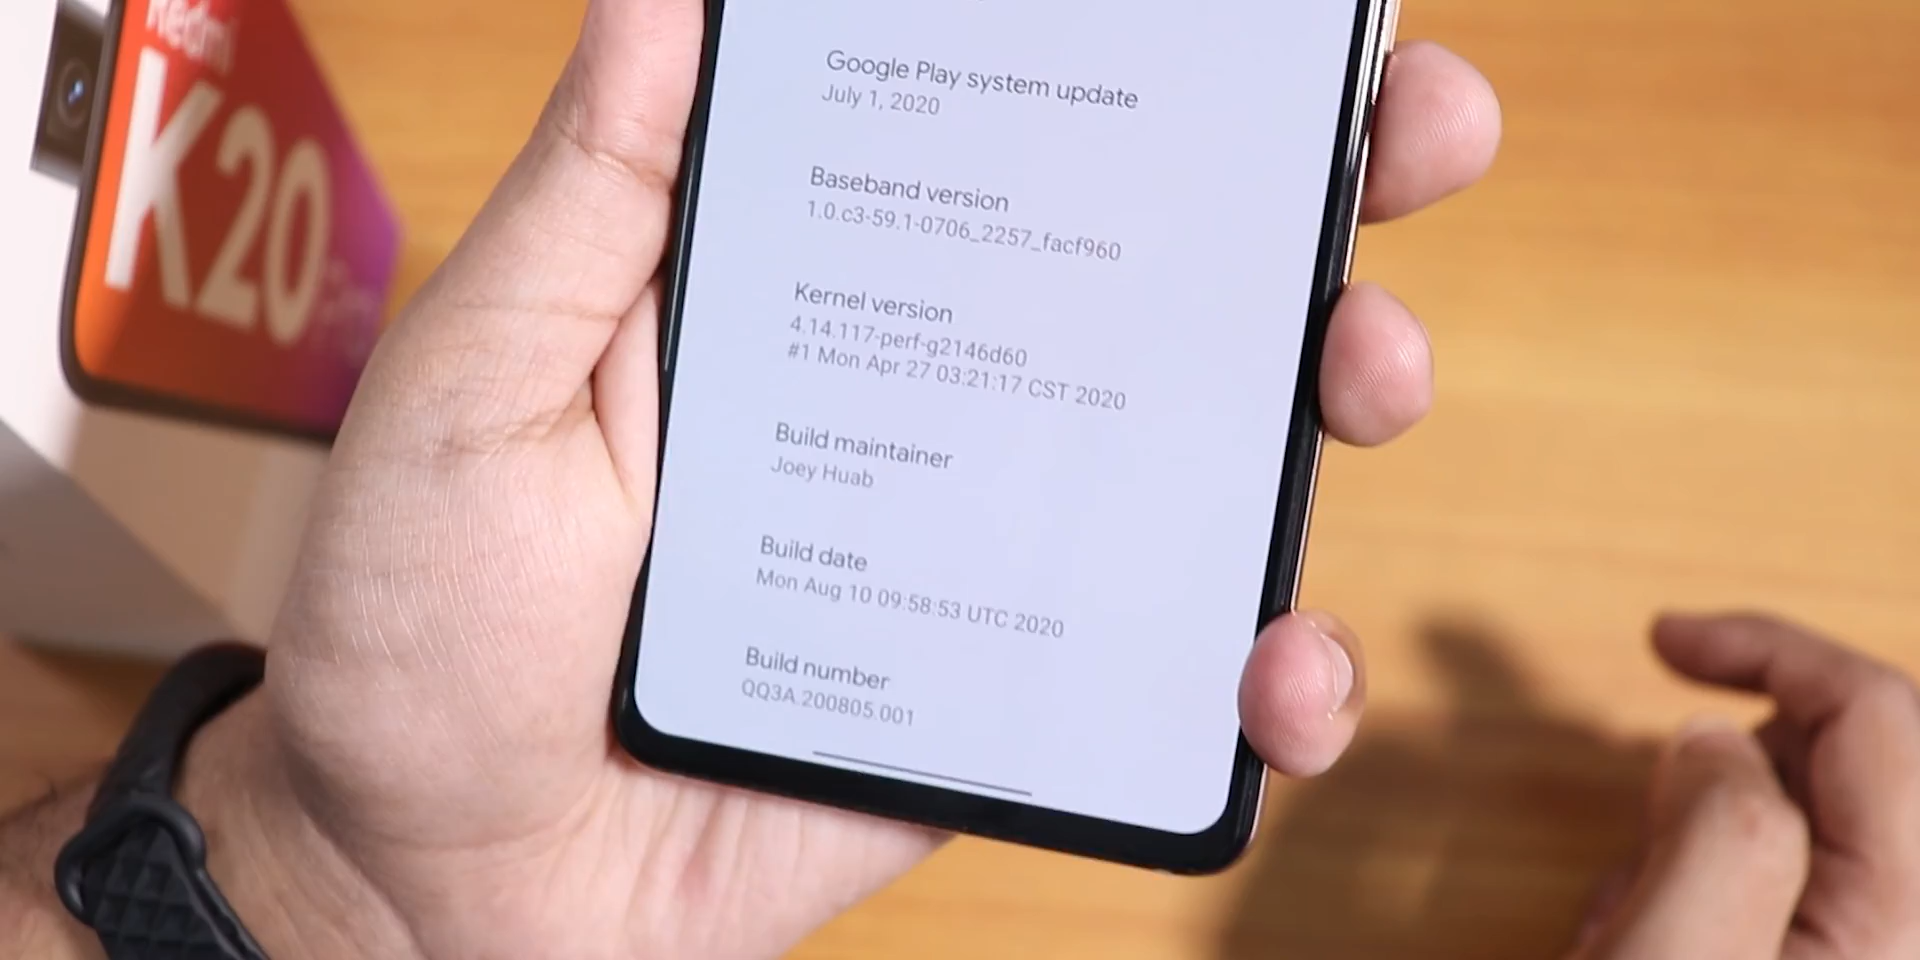 Redmi
K20
Google Play system update
July 1, 2020
Baseband version
1.0.c3-59.1-0706_2257_facf960
Kernel version
4.14.117-perf-g2146d60
#1 Mon Apr 27 03:21:17 CST 2020
Build maintainer
Joey Huab
Build date
Mon Aug 10 09:58:53 UTC 2020
Build number
QQ3A.200805.001